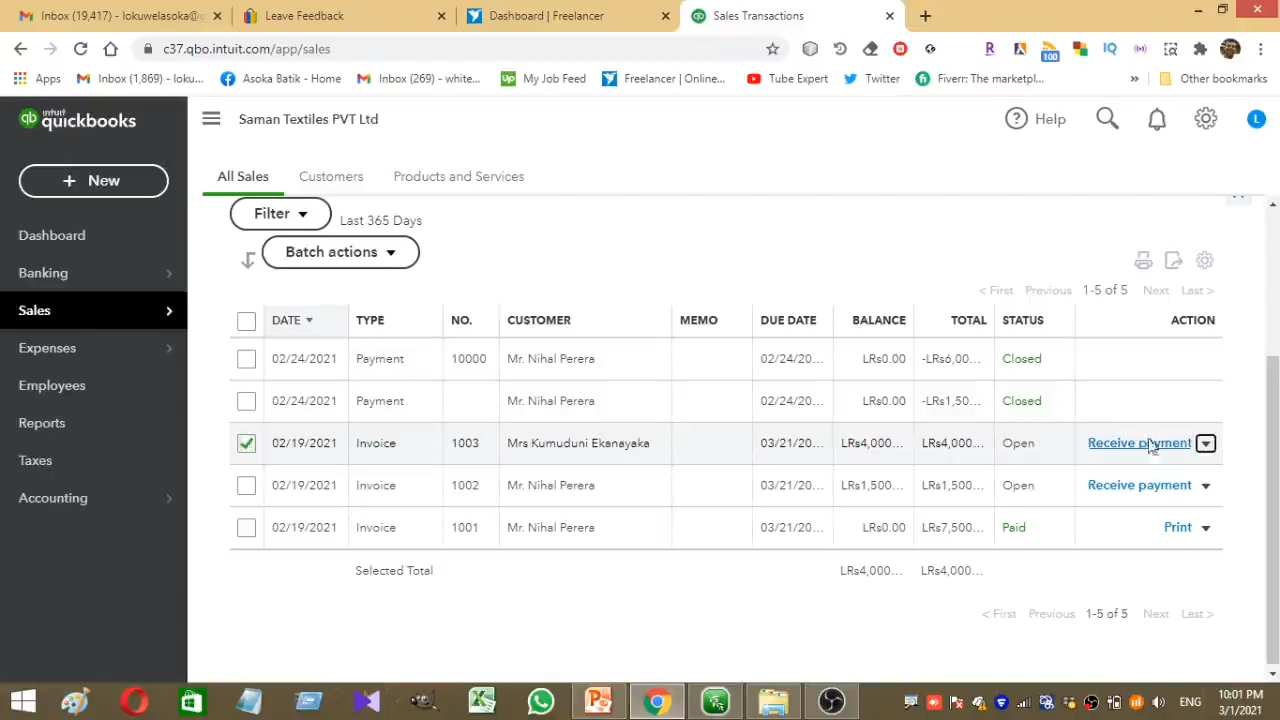 Inbox (19,417) - lokuwelasoka@g
Leave Feedback
Dashboard | Freelancer
Sales Transactions
c37.qbo.intuit.com/app/sales
100
Apps
Inbox (1,869) - loku...
Asoka Batik - Home
Inbox (269) - white...
My Job Feed
Freelancer | Online...
Tube Expert
Twitter
Fiverr: The marketpl...
Other bookmarks
intuit
quickbooks
Saman Textiles PVT Ltd
Help
L
+ New
All Sales
Customers
Products and Services
Filter
Last 365 Days
Batch actions
Dashboard
Banking
Sales
Expenses
Employees
Reports
Taxes
Accounting
< First Previous 1-5 of 5 Next Last >
DATE TYPE NO. CUSTOMER MEMO DUE DATE BALANCE TOTAL STATUS ACTION
02/24/2021 Payment 10000 Mr. Nihal Perera 02/24/20... LRs0.00 -LRs6,00... Closed
02/24/2021 Payment Mr. Nihal Perera 02/24/20... LRs0.00 -LRs1,50... Closed
02/19/2021 Invoice 1003 Mrs Kumuduni Ekanayaka 03/21/20... LRs4,000... LRs4,000... Open Receive payment
02/19/2021 Invoice 1002 Mr. Nihal Perera 03/21/20... LRs1,500... LRs1,500... Open Receive payment
02/19/2021 Invoice 1001 Mr. Nihal Perera 03/21/20... LRs0.00 LRs7,500... Paid Print
Selected Total LRs4,000... LRs4,000...
< First Previous 1-5 of 5 Next Last >
ENG
10:01 PM
3/1/2021